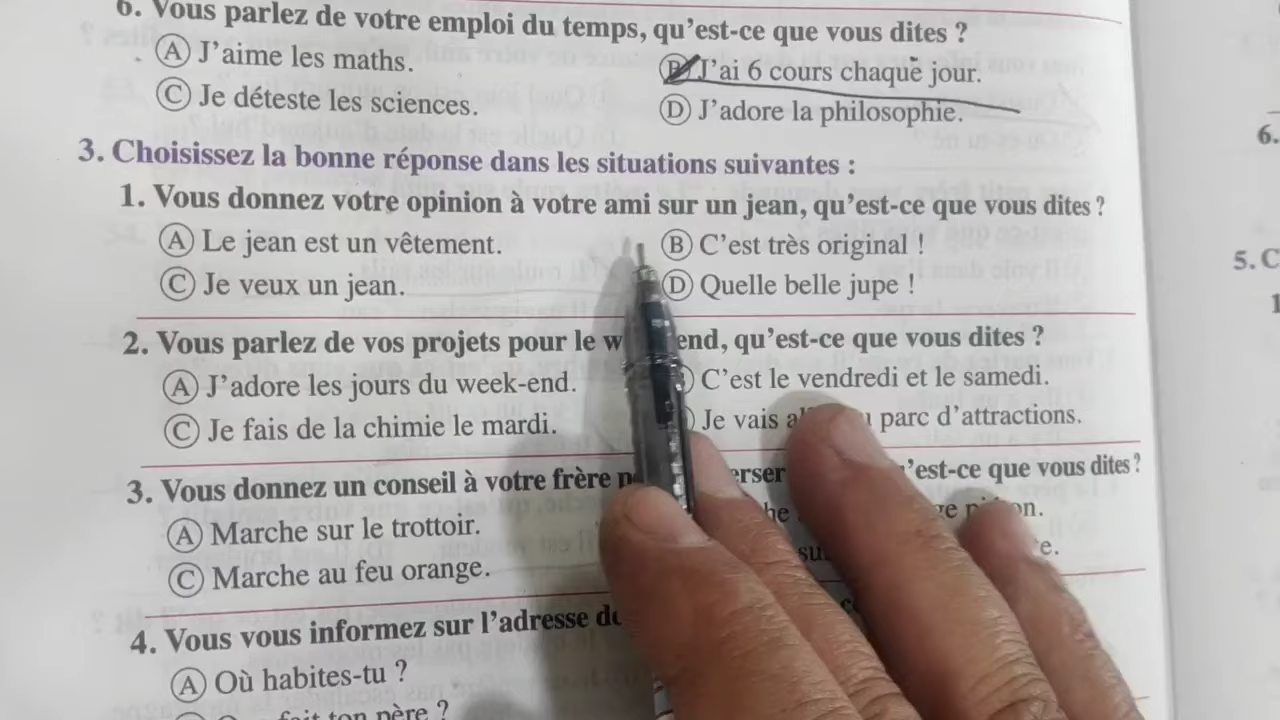 6. Vous parlez de votre emploi du temps, qu'est-ce que vous dites ?
A J'aime les maths.
B J'ai 6 cours chaque jour.
C Je déteste les sciences.
D J'adore la philosophie.
3. Choisissez la bonne réponse dans les situations suivantes :
1. Vous donnez votre opinion à votre ami sur un jean, qu'est-ce que vous dites ?
A Le jean est un vêtement.
B C'est très original !
C Je veux un jean.
D Quelle belle jupe !
2. Vous parlez de vos projets pour le end, qu'est-ce que vous dites ?
A J'adore les jours du week-end.
C'est le vendredi et le samedi.
C Je fais de la chimie le mardi.
Je vais parc d'attractions.
3. Vous donnez un conseil à votre frère 'est-ce que vous dites ?
A Marche sur le trottoir.
C Marche au feu orange.
4. Vous vous informez sur l'adresse
A Où habites-tu ?
fait ton père ?
6.
5. C
1